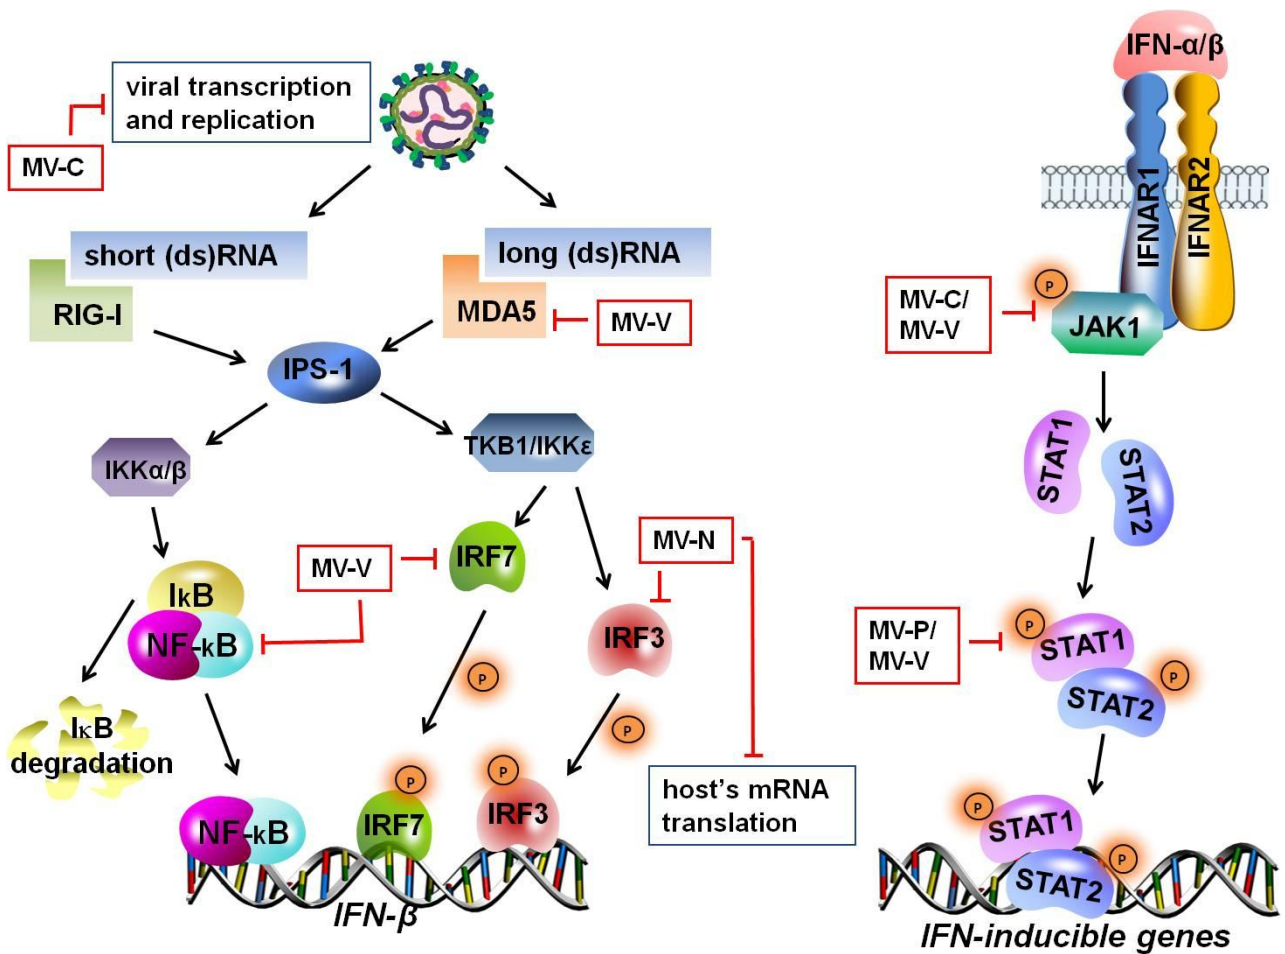 viral transcription
and replication
MV-C
short (ds)RNA
RIG-I
long (ds)RNA
MDA5
MV-V
IPS-1
IKKα/β
TKB1/IKKε
MV-V
IRF7
MV-N
IκB
NF-κB
IRF3
P
P
IκB
degradation
P
P
NF-κB
IRF7
IRF3
host's mRNA
translation
IFN-β
IFN-α/β
IFNAR1
IFNAR2
P
MV-C/
MV-V
JAK1
STAT1
STAT2
MV-P/
MV-V
P
STAT1
P
STAT2
P
STAT1
P
STAT2
IFN-inducible genes